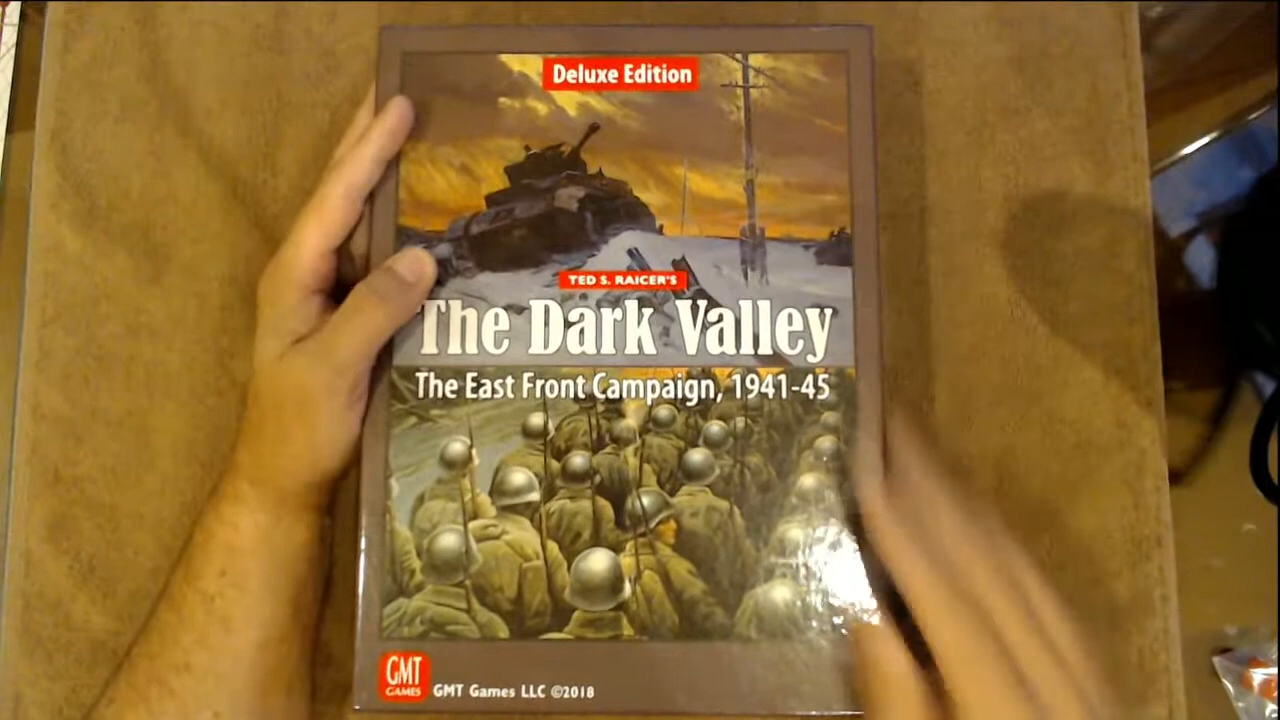 Deluxe Edition
TED S. RAICER'S
The Dark Valley
The East Front Campaign, 1941-45
GMT
GAMES
GMT Games LLC ©2018